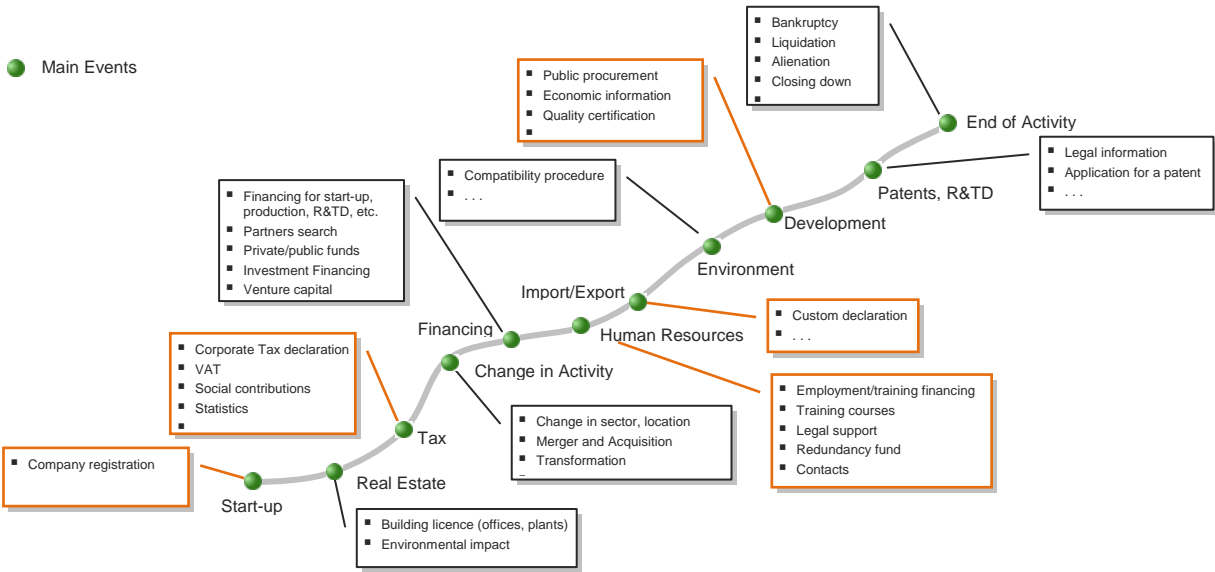 Main Events
Bankruptcy
Liquidation
Alienation
Closing down
Public procurement
Economic information
Quality certification
End of Activity
Legal information
Application for a patent
. . .
Patents, R&TD
Compatibility procedure
. . .
Development
Financing for start-up,
production, R&TD, etc.
Partners search
Private/public funds
Investment Financing
Venture capital
Environment
Import/Export
Custom declaration
. . .
Financing
Human Resources
Corporate Tax declaration
VAT
Social contributions
Statistics
Change in Activity
Employment/training financing
Training courses
Legal support
Redundancy fund
Contacts
Change in sector, location
Merger and Acquisition
Transformation
Tax
Company registration
Real Estate
Start-up
Building licence (offices, plants)
Environmental impact